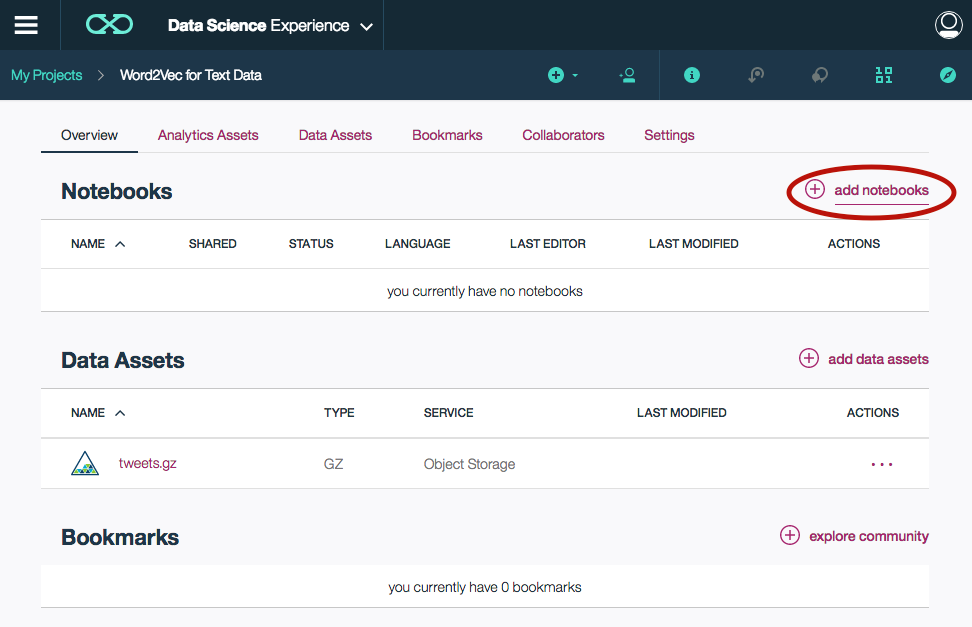 Data Science Experience
My Projects > Word2Vec for Text Data
Overview Analytics Assets Data Assets Bookmarks Collaborators Settings
Notebooks
add notebooks
NAME SHARED STATUS LANGUAGE LAST EDITOR LAST MODIFIED ACTIONS
you currently have no notebooks
Data Assets
add data assets
NAME TYPE SERVICE LAST MODIFIED ACTIONS
tweets.gz GZ Object Storage ...
Bookmarks
explore community
you currently have 0 bookmarks